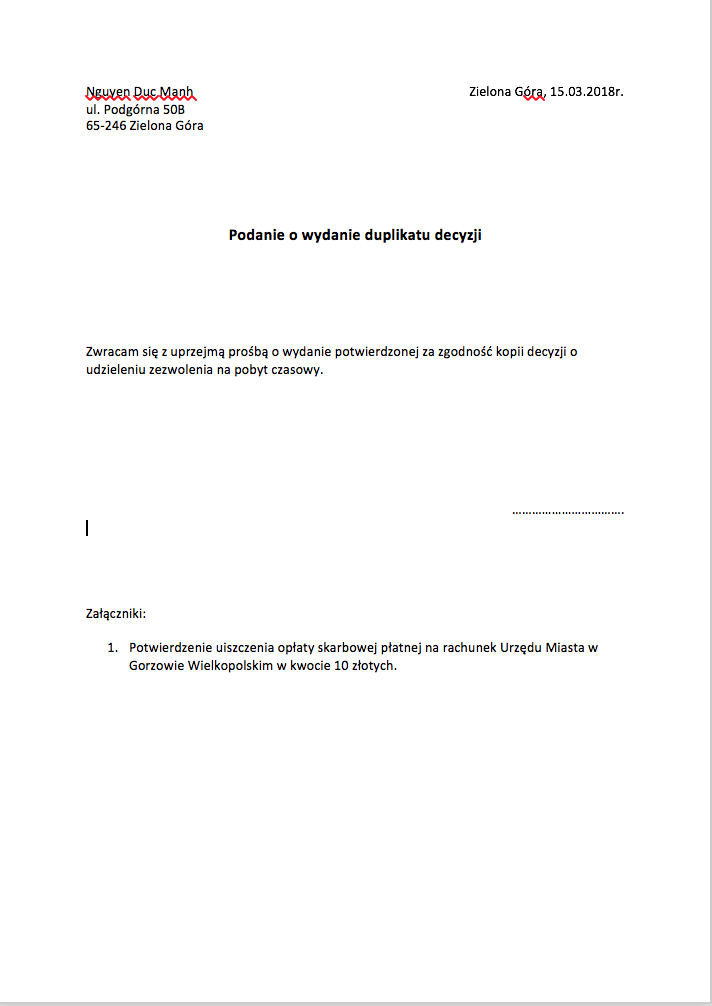 Nguyen Duc Manh Zielona Góra, 15.03.2018r.
ul. Podgórna 50B
65-246 Zielona Góra
Podanie o wydanie duplikatu decyzji
Zwracam się z uprzejmą prośbą o wydanie potwierdzonej za zgodność kopii decyzji o
udzieleniu zezwolenia na pobyt czasowy.
……………………………
Załączniki:
1. Potwierdzenie uiszczenia opłaty skarbowej płatnej na rachunek Urzędu Miasta w
Gorzowie Wielkopolskim w kwocie 10 złotych.